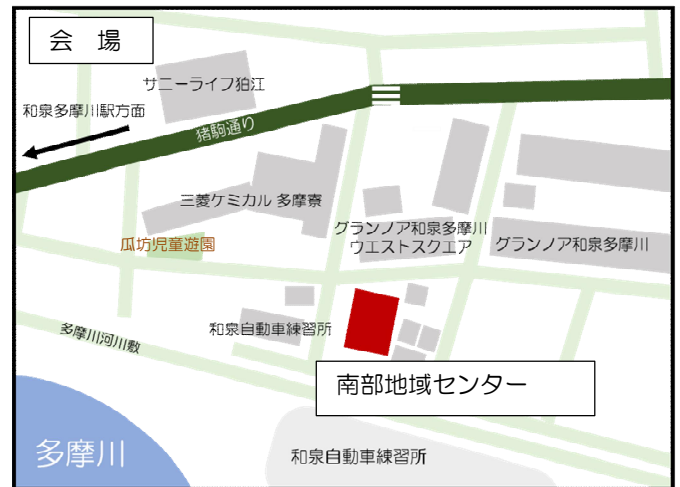 会　場
サニーライフ狛江
和泉多摩川駅方面
猪駒通り
三菱ケミカル 多摩寮
グランノア和泉多摩川
ウエストスクエア
グランノア和泉多摩川
瓜坊児童遊園
多摩川河川敷
和泉自動車練習所
南部地域センター
多摩川
和泉自動車練習所